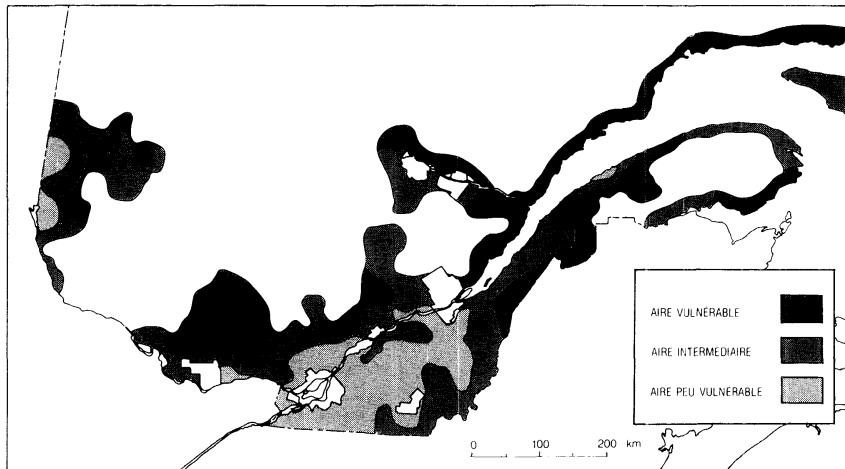 AIRE VULNÉRABLE
AIRE INTERMÉDIAIRE
AIRE PEU VULNÉRABLE
0 100 200 km